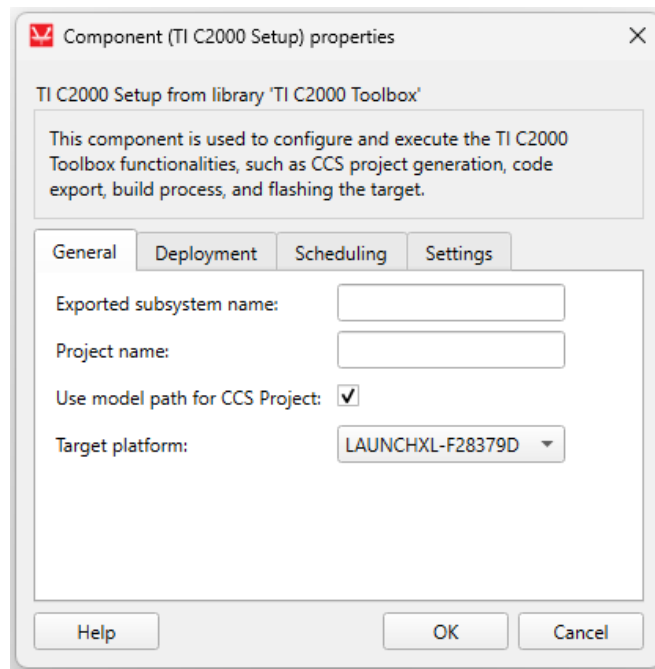 Component (TI C2000 Setup) properties
TI C2000 Setup from library 'TI C2000 Toolbox'
This component is used to configure and execute the TI C2000
Toolbox functionalities, such as CCS project generation, code
export, build process, and flashing the target.
General Deployment Scheduling Settings
Exported subsystem name:
Project name:
Use model path for CCS Project:
Target platform: LAUNCHXL-F28379D
Help OK Cancel